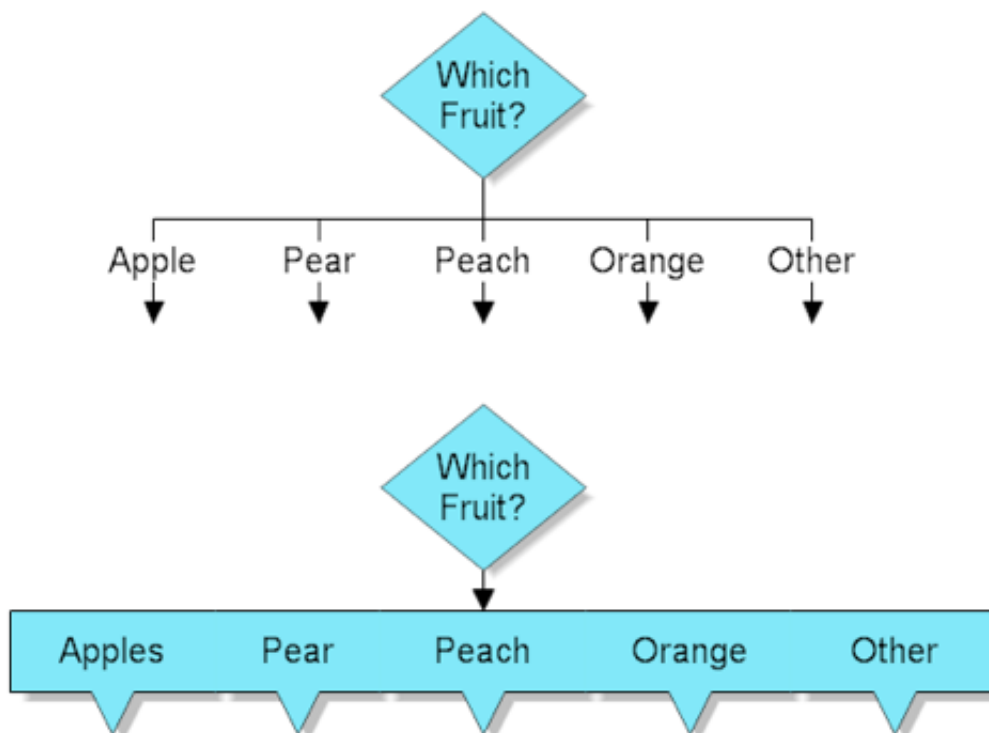 Which
Fruit?
Apple Pear Peach Orange Other
Which
Fruit?
Apples Pear Peach Orange Other